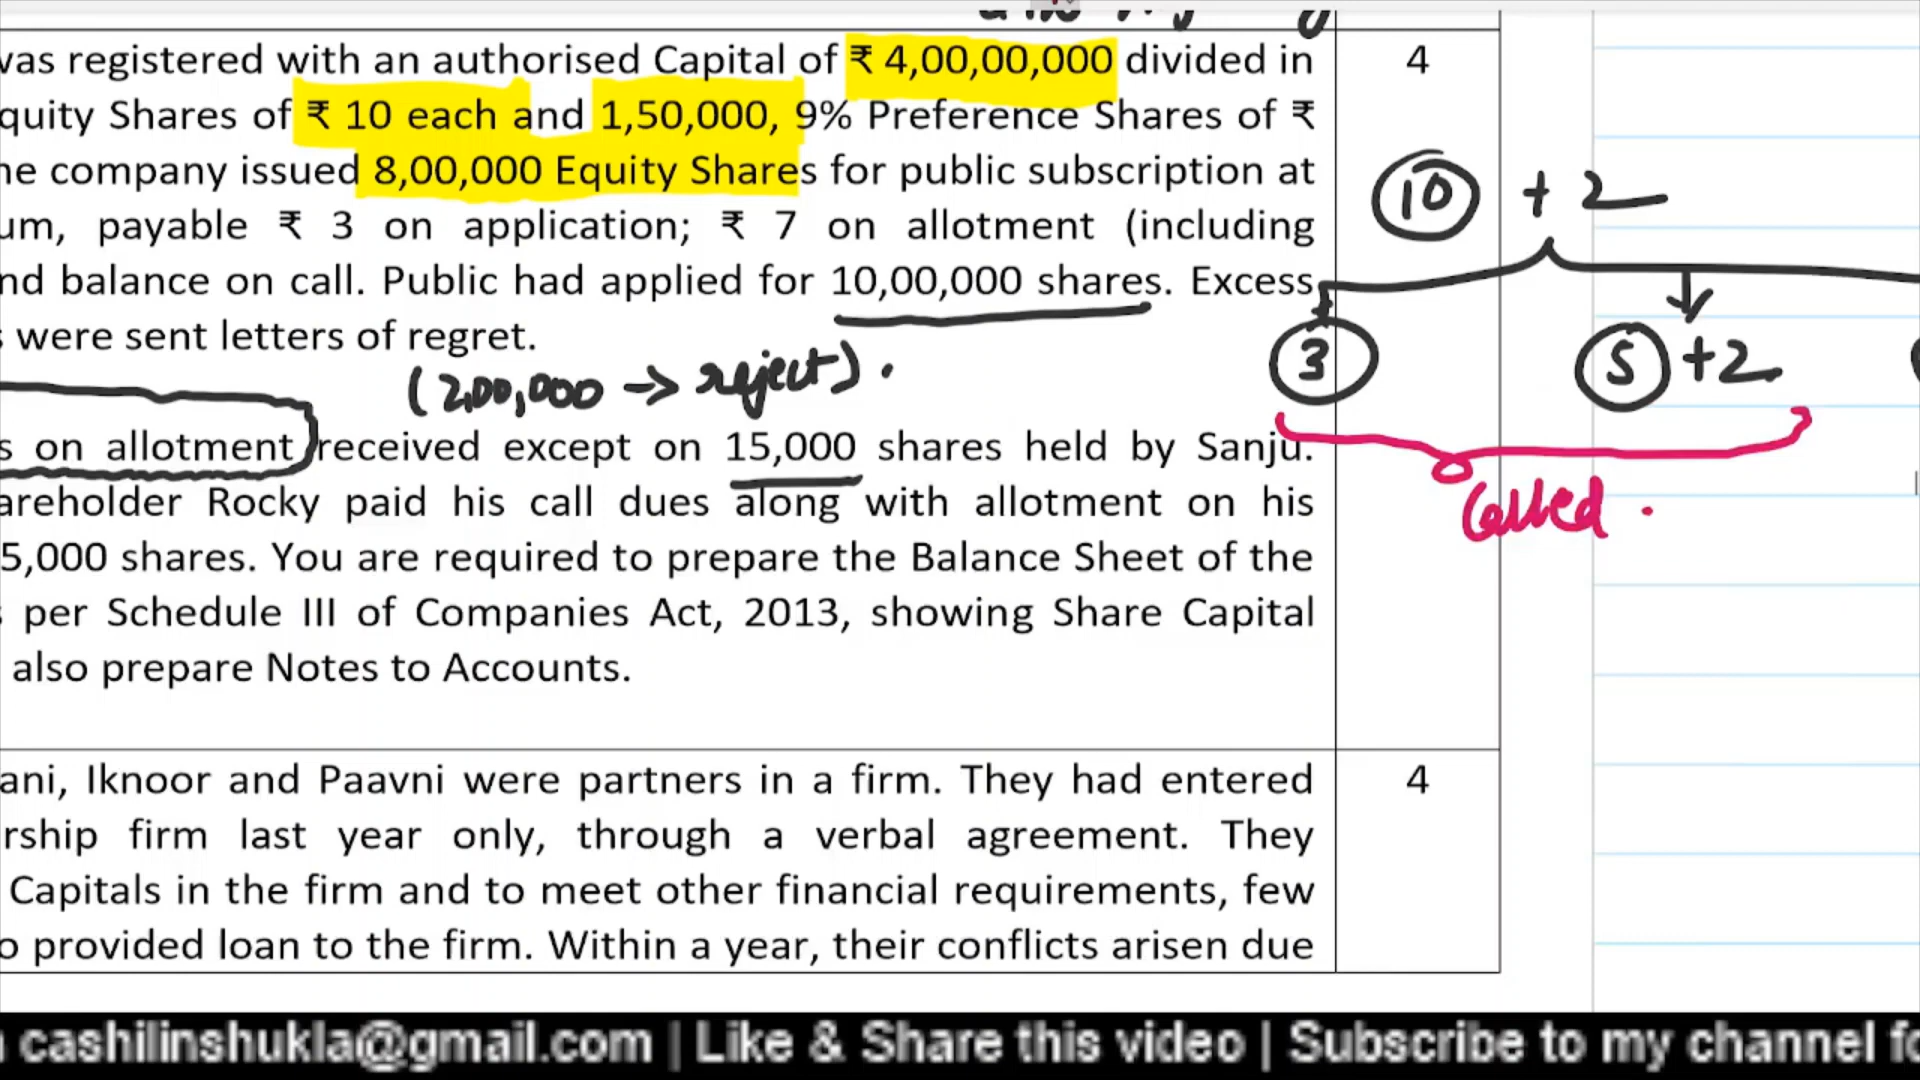 was registered with an authorised Capital of ₹ 4,00,00,000 divided in
quity Shares of ₹ 10 each and 1,50,000, 9% Preference Shares of ₹
he company issued 8,00,000 Equity Shares for public subscription at
um, payable ₹ 3 on application; ₹ 7 on allotment (including
nd balance on call. Public had applied for 10,00,000 shares. Excess
s were sent letters of regret.
(2,00,000 → reject).
s on allotment received except on 15,000 shares held by Sanju.
areholder Rocky paid his call dues along with allotment on his
5,000 shares. You are required to prepare the Balance Sheet of the
s per Schedule III of Companies Act, 2013, showing Share Capital
also prepare Notes to Accounts.
4
10 + 2
3
5 + 2
Called.
ani, Iknoor and Paavni were partners in a firm. They had entered
rship firm last year only, through a verbal agreement. They
Capitals in the firm and to meet other financial requirements, few
o provided loan to the firm. Within a year, their conflicts arisen due
4
cashilinshukla@gmail.com | Like & Share this video | Subscribe to my channel fo